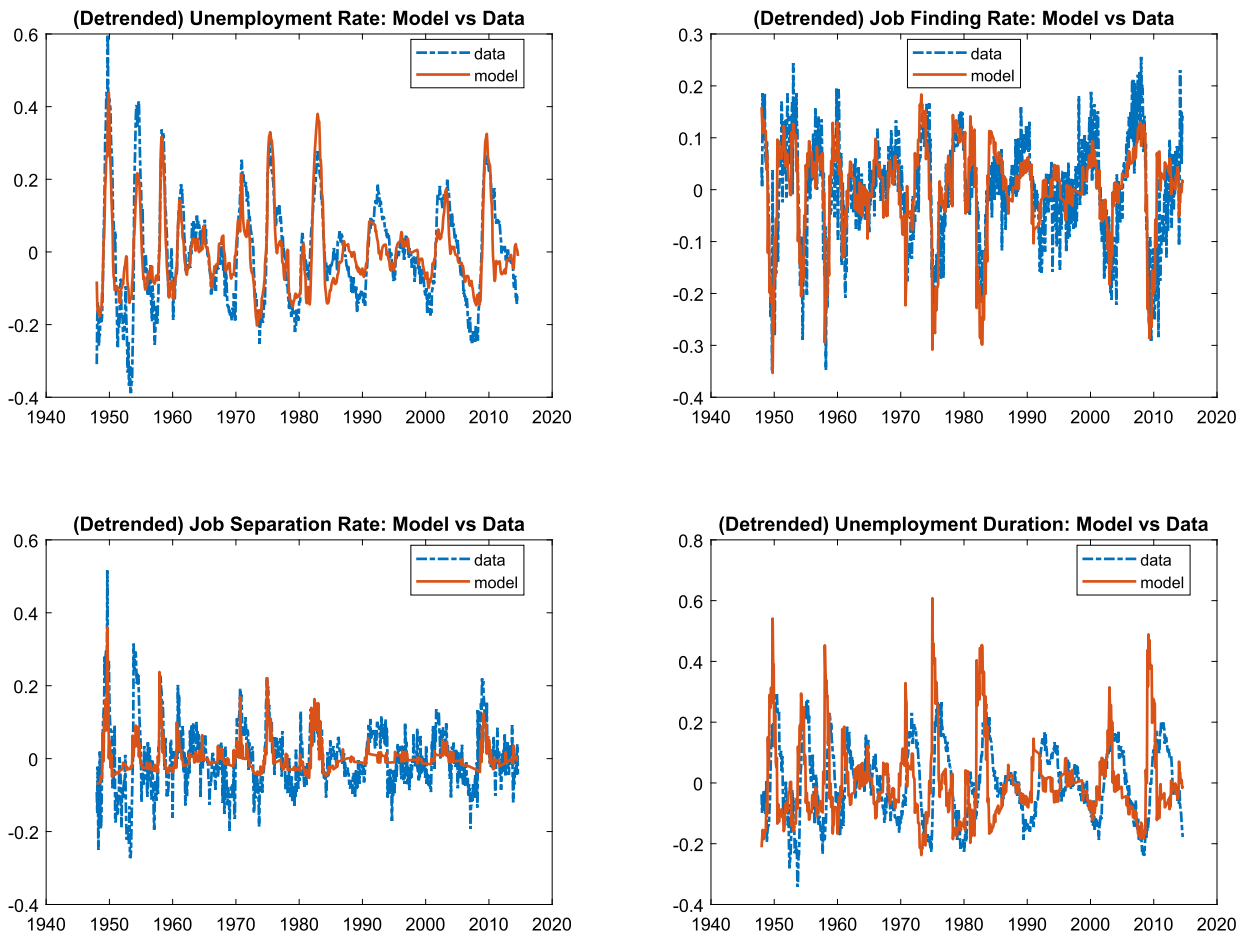 (Detrended) Unemployment Rate: Model vs Data
0.6
0.4
0.2
0
-0.2
-0.4
1940 1950 1960 1970 1980 1990 2000 2010 2020
data
model
(Detrended) Job Finding Rate: Model vs Data
0.3
0.2
0.1
0
-0.1
-0.2
-0.3
-0.4
1940 1950 1960 1970 1980 1990 2000 2010 2020
data
model
(Detrended) Job Separation Rate: Model vs Data
0.6
0.4
0.2
0
-0.2
-0.4
1940 1950 1960 1970 1980 1990 2000 2010 2020
data
model
(Detrended) Unemployment Duration: Model vs Data
0.8
0.6
0.4
0.2
0
-0.2
-0.4
1940 1950 1960 1970 1980 1990 2000 2010 2020
data
model